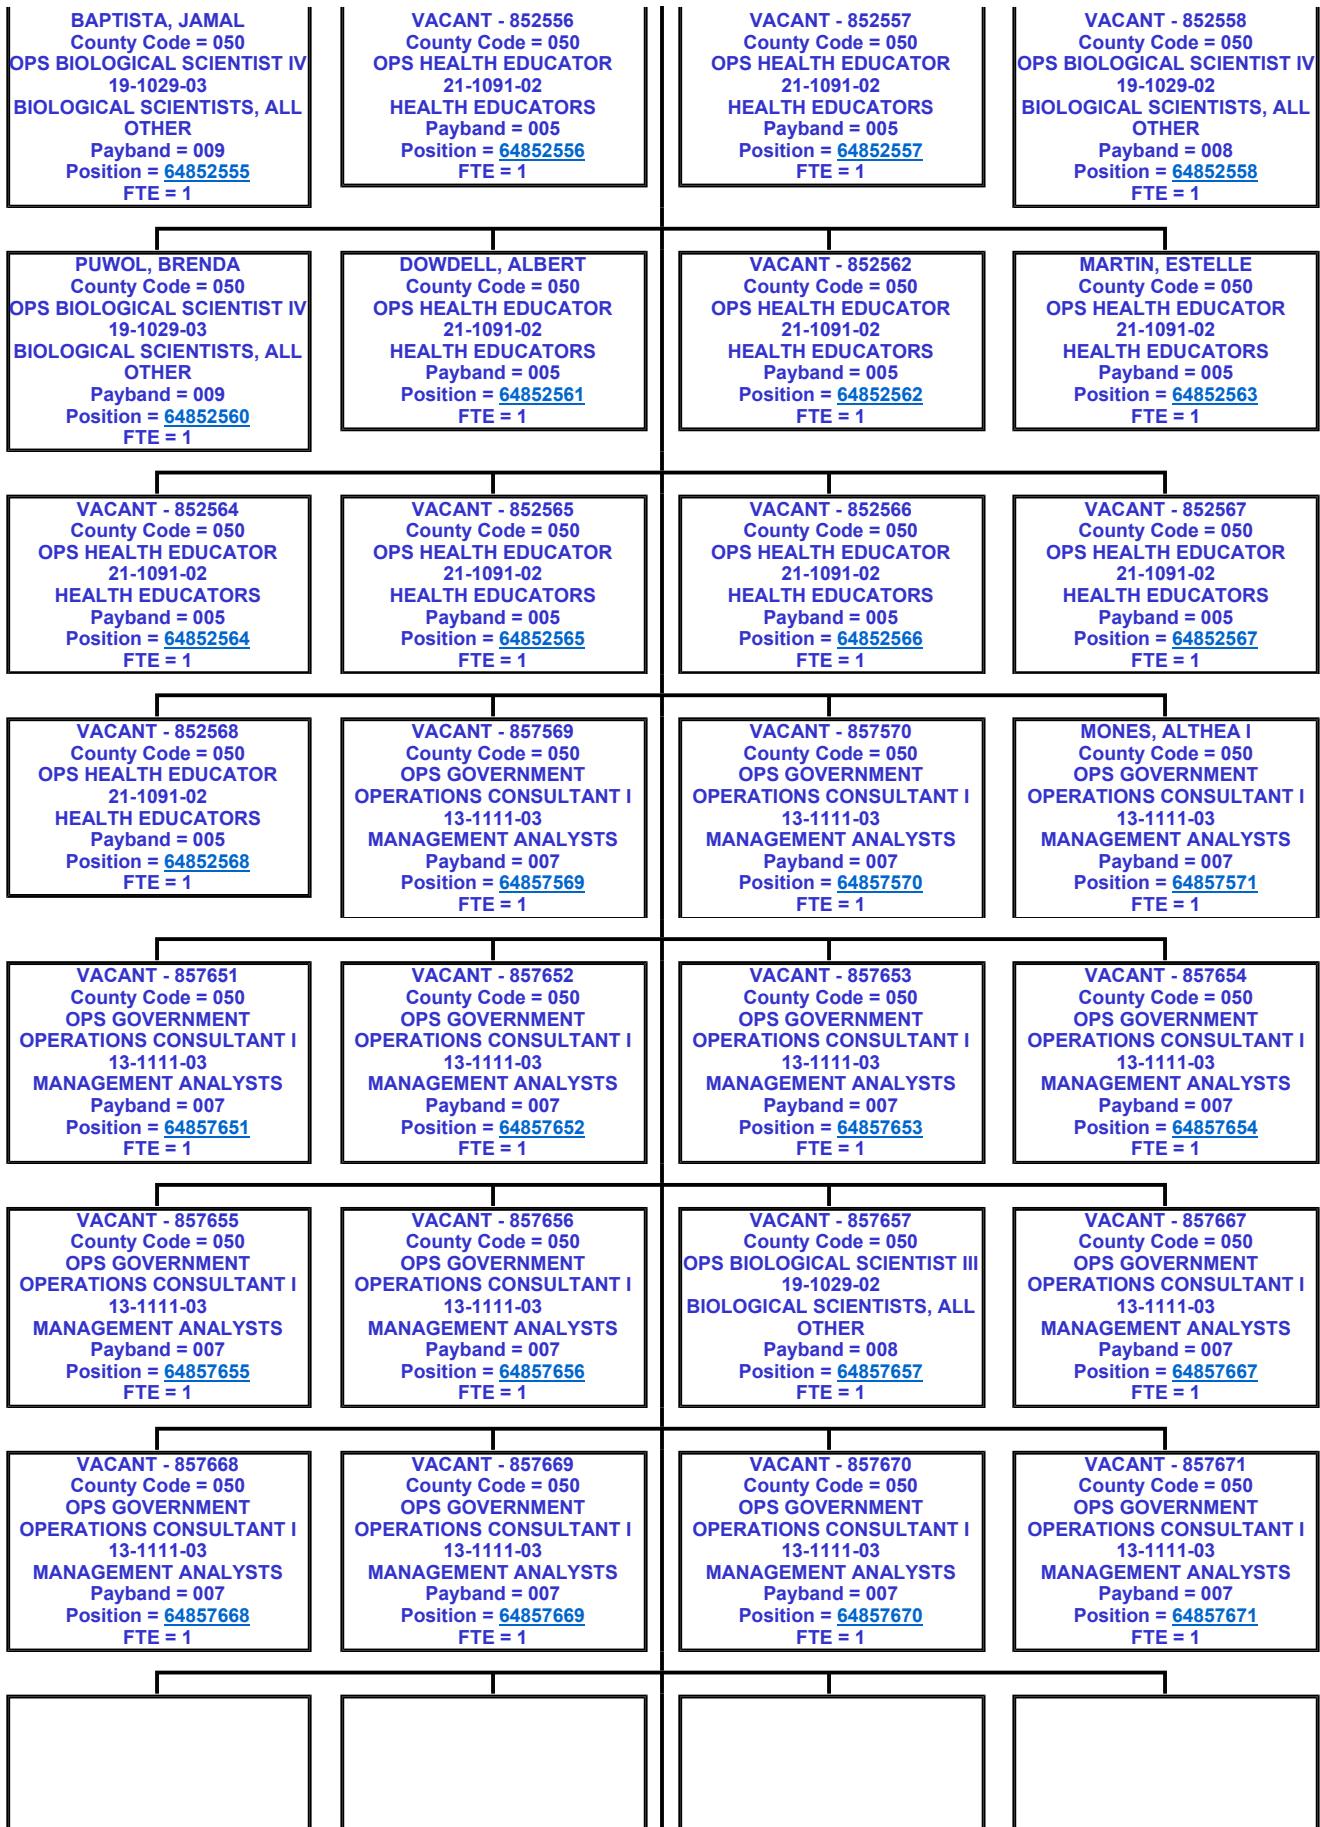 BAPTISTA, JAMAL
County Code = 050
OPS BIOLOGICAL SCIENTIST IV
19-1029-03
BIOLOGICAL SCIENTISTS, ALL
OTHER
Payband = 009
Position = 64852555
FTE = 1
VACANT - 852556
County Code = 050
OPS HEALTH EDUCATOR
21-1091-02
HEALTH EDUCATORS
Payband = 005
Position = 64852556
FTE = 1
VACANT - 852557
County Code = 050
OPS HEALTH EDUCATOR
21-1091-02
HEALTH EDUCATORS
Payband = 005
Position = 64852557
FTE = 1
VACANT - 852558
County Code = 050
OPS BIOLOGICAL SCIENTIST IV
19-1029-02
BIOLOGICAL SCIENTISTS, ALL
OTHER
Payband = 008
Position = 64852558
FTE = 1
PUWOL, BRENDA
County Code = 050
OPS BIOLOGICAL SCIENTIST IV
19-1029-03
BIOLOGICAL SCIENTISTS, ALL
OTHER
Payband = 009
Position = 64852560
FTE = 1
DOWDELL, ALBERT
County Code = 050
OPS HEALTH EDUCATOR
21-1091-02
HEALTH EDUCATORS
Payband = 005
Position = 64852561
FTE = 1
VACANT - 852562
County Code = 050
OPS HEALTH EDUCATOR
21-1091-02
HEALTH EDUCATORS
Payband = 005
Position = 64852562
FTE = 1
MARTIN, ESTELLE
County Code = 050
OPS HEALTH EDUCATOR
21-1091-02
HEALTH EDUCATORS
Payband = 005
Position = 64852563
FTE = 1
VACANT - 852564
County Code = 050
OPS HEALTH EDUCATOR
21-1091-02
HEALTH EDUCATORS
Payband = 005
Position = 64852564
FTE = 1
VACANT - 852565
County Code = 050
OPS HEALTH EDUCATOR
21-1091-02
HEALTH EDUCATORS
Payband = 005
Position = 64852565
FTE = 1
VACANT - 852566
County Code = 050
OPS HEALTH EDUCATOR
21-1091-02
HEALTH EDUCATORS
Payband = 005
Position = 64852566
FTE = 1
VACANT - 852567
County Code = 050
OPS HEALTH EDUCATOR
21-1091-02
HEALTH EDUCATORS
Payband = 005
Position = 64852567
FTE = 1
VACANT - 852568
County Code = 050
OPS HEALTH EDUCATOR
21-1091-02
HEALTH EDUCATORS
Payband = 005
Position = 64852568
FTE = 1
VACANT - 857569
County Code = 050
OPS GOVERNMENT
OPERATIONS CONSULTANT I
13-1111-03
MANAGEMENT ANALYSTS
Payband = 007
Position = 64857569
FTE = 1
VACANT - 857570
County Code = 050
OPS GOVERNMENT
OPERATIONS CONSULTANT I
13-1111-03
MANAGEMENT ANALYSTS
Payband = 007
Position = 64857570
FTE = 1
MONES, ALTHEA I
County Code = 050
OPS GOVERNMENT
OPERATIONS CONSULTANT I
13-1111-03
MANAGEMENT ANALYSTS
Payband = 007
Position = 64857571
FTE = 1
VACANT - 857651
County Code = 050
OPS GOVERNMENT
OPERATIONS CONSULTANT I
13-1111-03
MANAGEMENT ANALYSTS
Payband = 007
Position = 64857651
FTE = 1
VACANT - 857652
County Code = 050
OPS GOVERNMENT
OPERATIONS CONSULTANT I
13-1111-03
MANAGEMENT ANALYSTS
Payband = 007
Position = 64857652
FTE = 1
VACANT - 857653
County Code = 050
OPS GOVERNMENT
OPERATIONS CONSULTANT I
13-1111-03
MANAGEMENT ANALYSTS
Payband = 007
Position = 64857653
FTE = 1
VACANT - 857654
County Code = 050
OPS GOVERNMENT
OPERATIONS CONSULTANT I
13-1111-03
MANAGEMENT ANALYSTS
Payband = 007
Position = 64857654
FTE = 1
VACANT - 857655
County Code = 050
OPS GOVERNMENT
OPERATIONS CONSULTANT I
13-1111-03
MANAGEMENT ANALYSTS
Payband = 007
Position = 64857655
FTE = 1
VACANT - 857656
County Code = 050
OPS GOVERNMENT
OPERATIONS CONSULTANT I
13-1111-03
MANAGEMENT ANALYSTS
Payband = 007
Position = 64857656
FTE = 1
VACANT - 857657
County Code = 050
OPS BIOLOGICAL SCIENTIST III
19-1029-02
BIOLOGICAL SCIENTISTS, ALL
OTHER
Payband = 008
Position = 64857657
FTE = 1
VACANT - 857667
County Code = 050
OPS GOVERNMENT
OPERATIONS CONSULTANT I
13-1111-03
MANAGEMENT ANALYSTS
Payband = 007
Position = 64857667
FTE = 1
VACANT - 857668
County Code = 050
OPS GOVERNMENT
OPERATIONS CONSULTANT I
13-1111-03
MANAGEMENT ANALYSTS
Payband = 007
Position = 64857668
FTE = 1
VACANT - 857669
County Code = 050
OPS GOVERNMENT
OPERATIONS CONSULTANT I
13-1111-03
MANAGEMENT ANALYSTS
Payband = 007
Position = 64857669
FTE = 1
VACANT - 857670
County Code = 050
OPS GOVERNMENT
OPERATIONS CONSULTANT I
13-1111-03
MANAGEMENT ANALYSTS
Payband = 007
Position = 64857670
FTE = 1
VACANT - 857671
County Code = 050
OPS GOVERNMENT
OPERATIONS CONSULTANT I
13-1111-03
MANAGEMENT ANALYSTS
Payband = 007
Position = 64857671
FTE = 1